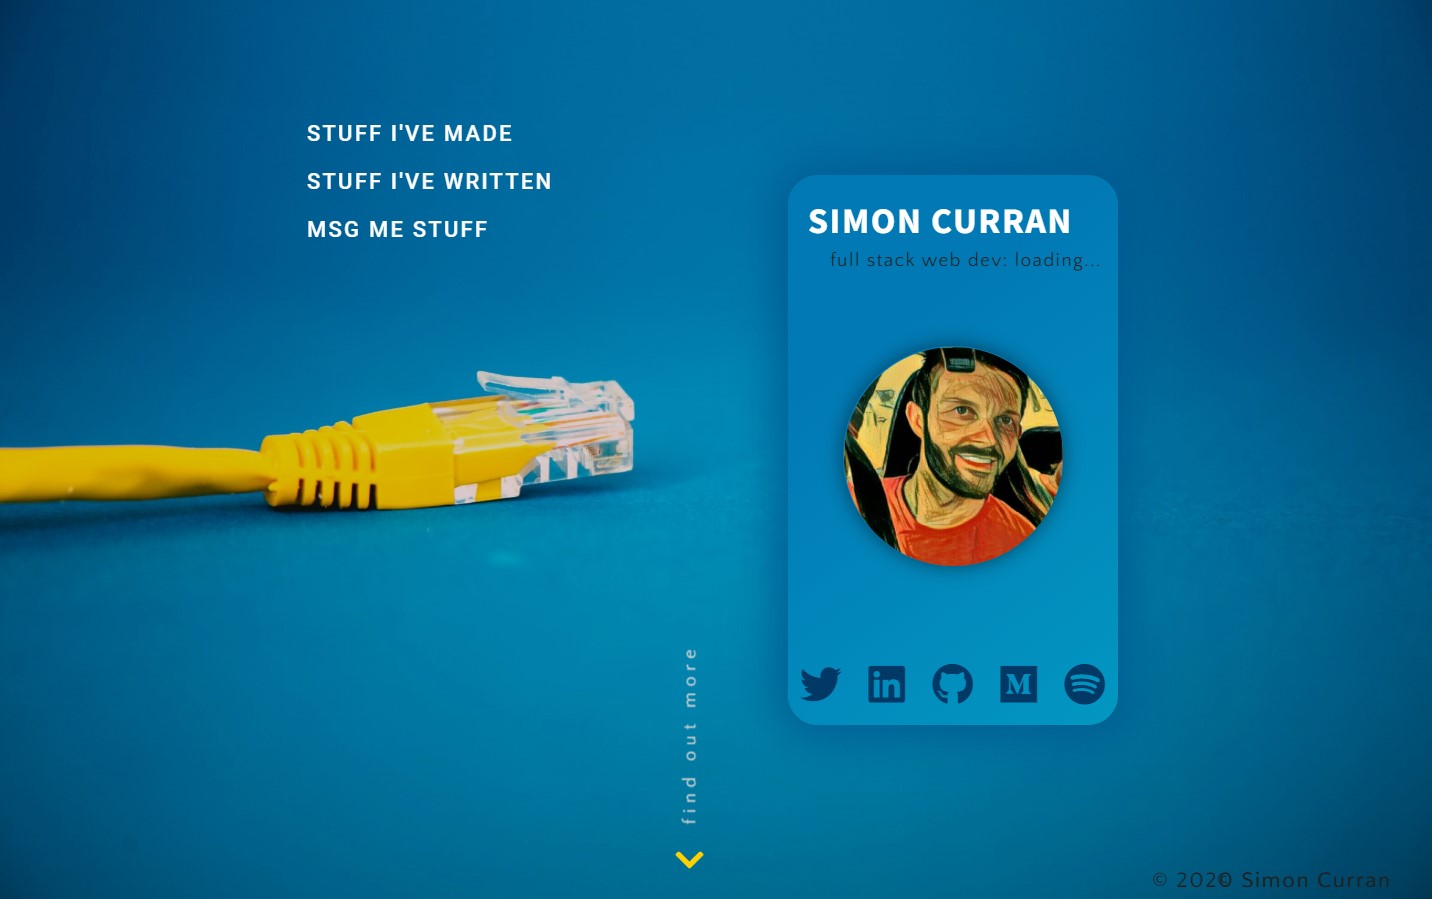 STUFF I'VE MADE
STUFF I'VE WRITTEN
MSG ME STUFF
SIMON CURRAN
full stack web dev: loading...
find out more
© 2020 Simon Curran